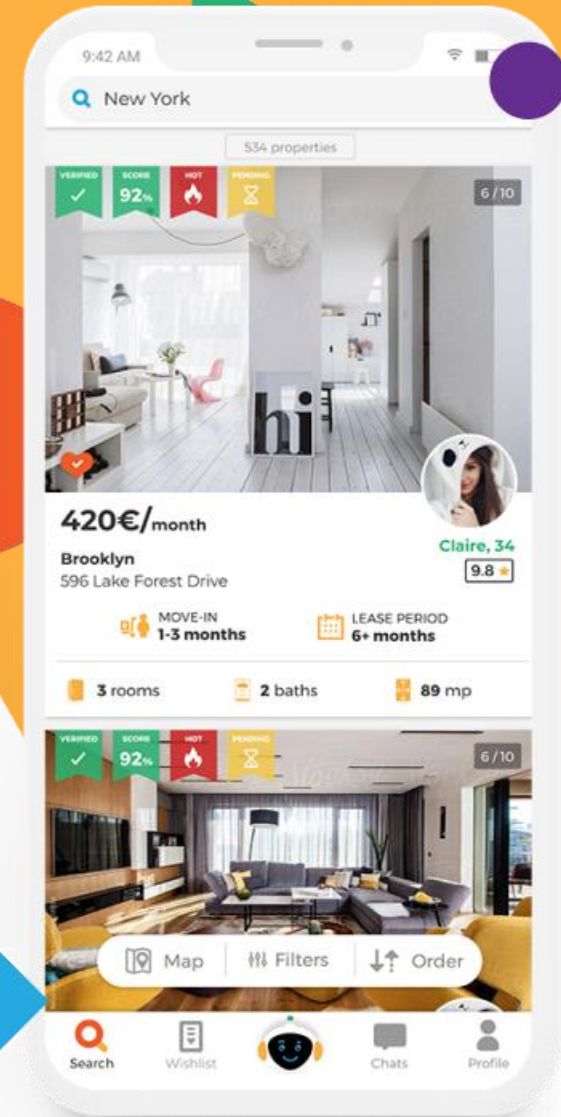 9:42 AM
New York
534 properties
VERIFIED SCORE HOT PENDING
92% 6/10
hi
420€/month
Claire, 34
Brooklyn
9.8
596 Lake Forest Drive
MOVE-IN LEASE PERIOD
1-3 months 6+ months
3 rooms 2 baths 89 mp
VERIFIED SCORE HOT PENDING
92% 6/10
Map Filters Order
Search Wishlist Chats Profile